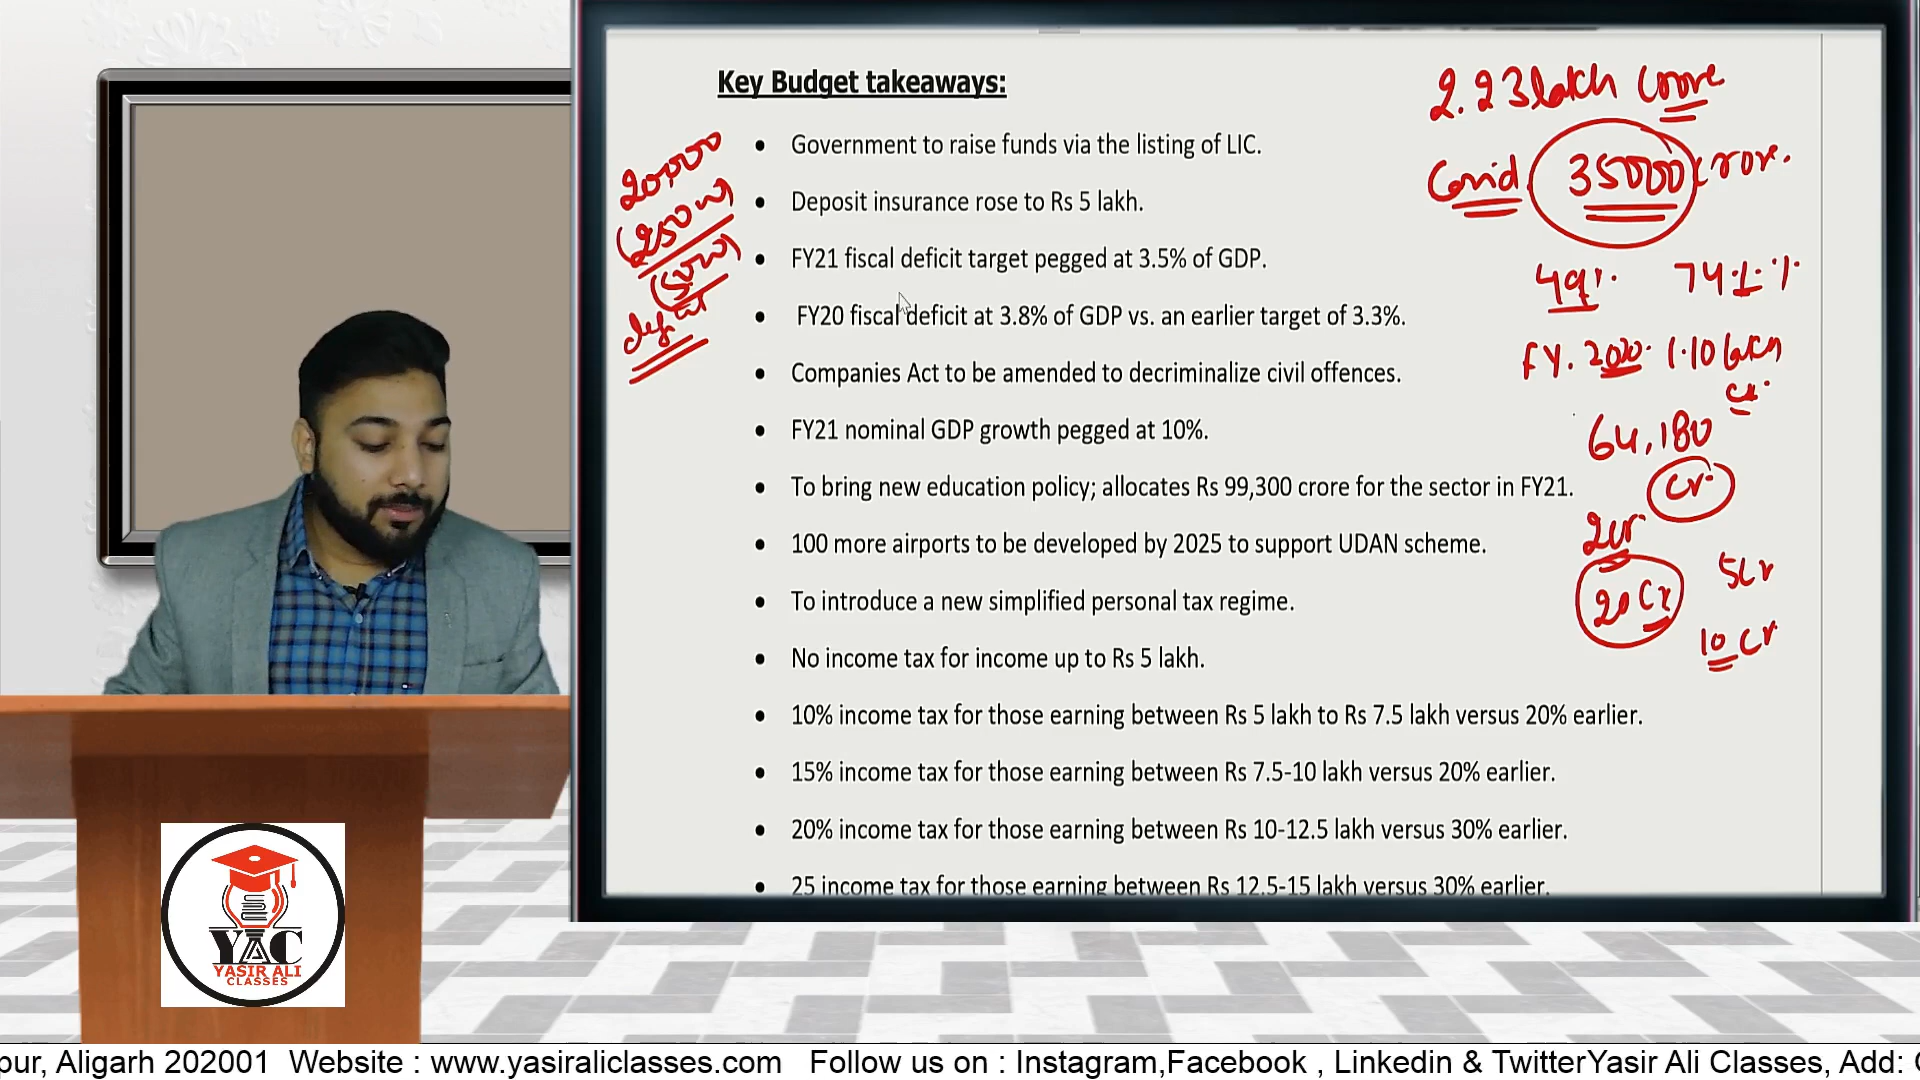 Key Budget takeaways:
• Government to raise funds via the listing of LIC.
• Deposit insurance rose to Rs 5 lakh.
• FY21 fiscal deficit target pegged at 3.5% of GDP.
• FY20 fiscal deficit at 3.8% of GDP vs. an earlier target of 3.3%.
• Companies Act to be amended to decriminalize civil offences.
• FY21 nominal GDP growth pegged at 10%.
• To bring new education policy; allocates Rs 99,300 crore for the sector in FY21.
• 100 more airports to be developed by 2025 to support UDAN scheme.
• To introduce a new simplified personal tax regime.
• No income tax for income up to Rs 5 lakh.
• 10% income tax for those earning between Rs 5 lakh to Rs 7.5 lakh versus 20% earlier.
• 15% income tax for those earning between Rs 7.5-10 lakh versus 20% earlier.
• 20% income tax for those earning between Rs 10-12.5 lakh versus 30% earlier.
• 25 income tax for those earning between Rs 12.5-15 lakh versus 30% earlier.
20,000
deficit
2.23 lakh crore
Covid 35000 crore.
49%. 74%
FY. 2020. 1.10 lakh
cr.
64,180
cr.
2cr
20 Cr
5Cr
10 Cr
YAC
YASIR ALI
CLASSES
pur, Aligarh 202001 Website : www.yasiraliclasses.com Follow us on : Instagram,Facebook , Linkedin & TwitterYasir Ali Classes, Add: